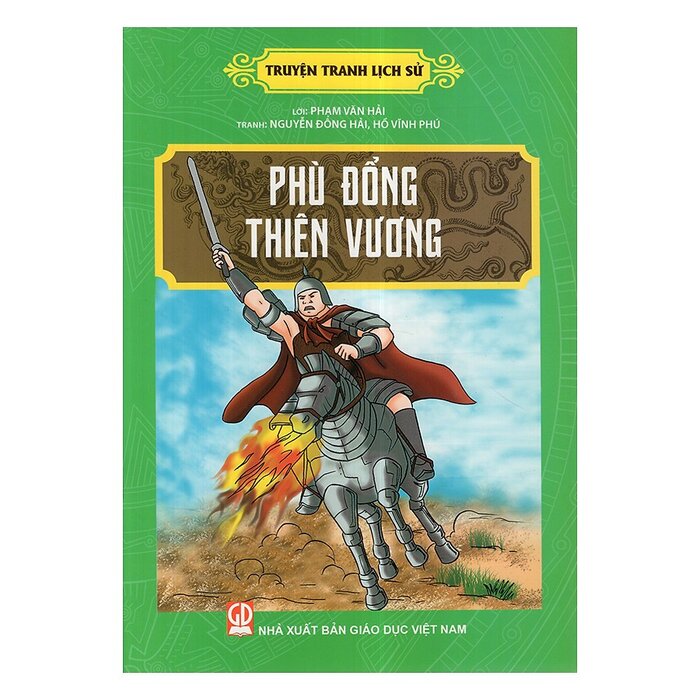 TRUYỆN TRANH LỊCH SỬ
LỜI: PHẠM VĂN HẢI
TRANH: NGUYỄN ĐÔNG HẢI, HỒ VĨNH PHÚ
PHÙ ĐỔNG
THIÊN VƯƠNG
GD
NHÀ XUẤT BẢN GIÁO DỤC VIỆT NAM